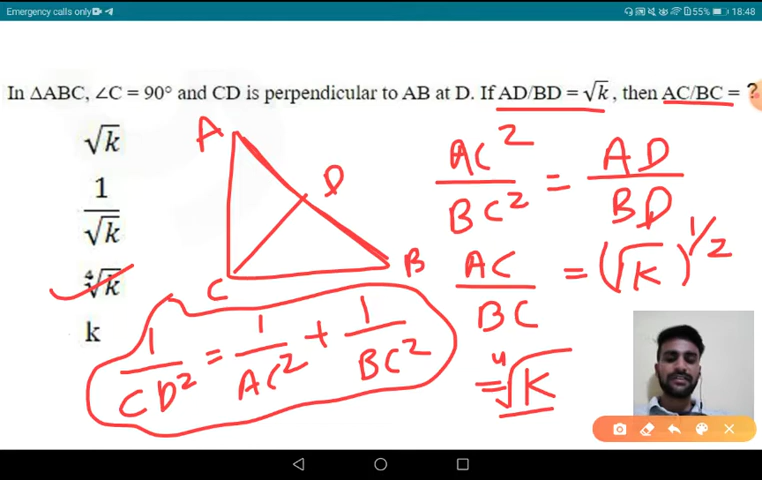 Emergency calls only
55% 18:48
In ΔABC, ∠C = 90° and CD is perpendicular to AB at D. If AD/BD = √k, then AC/BC = ?
√k
1/√k
∜k
k
A
D
B
C
AC²/BC² = AD/BD
AC/BC = (√K)^1/2
= ∜K
1/CD² = 1/AC² + 1/BC²